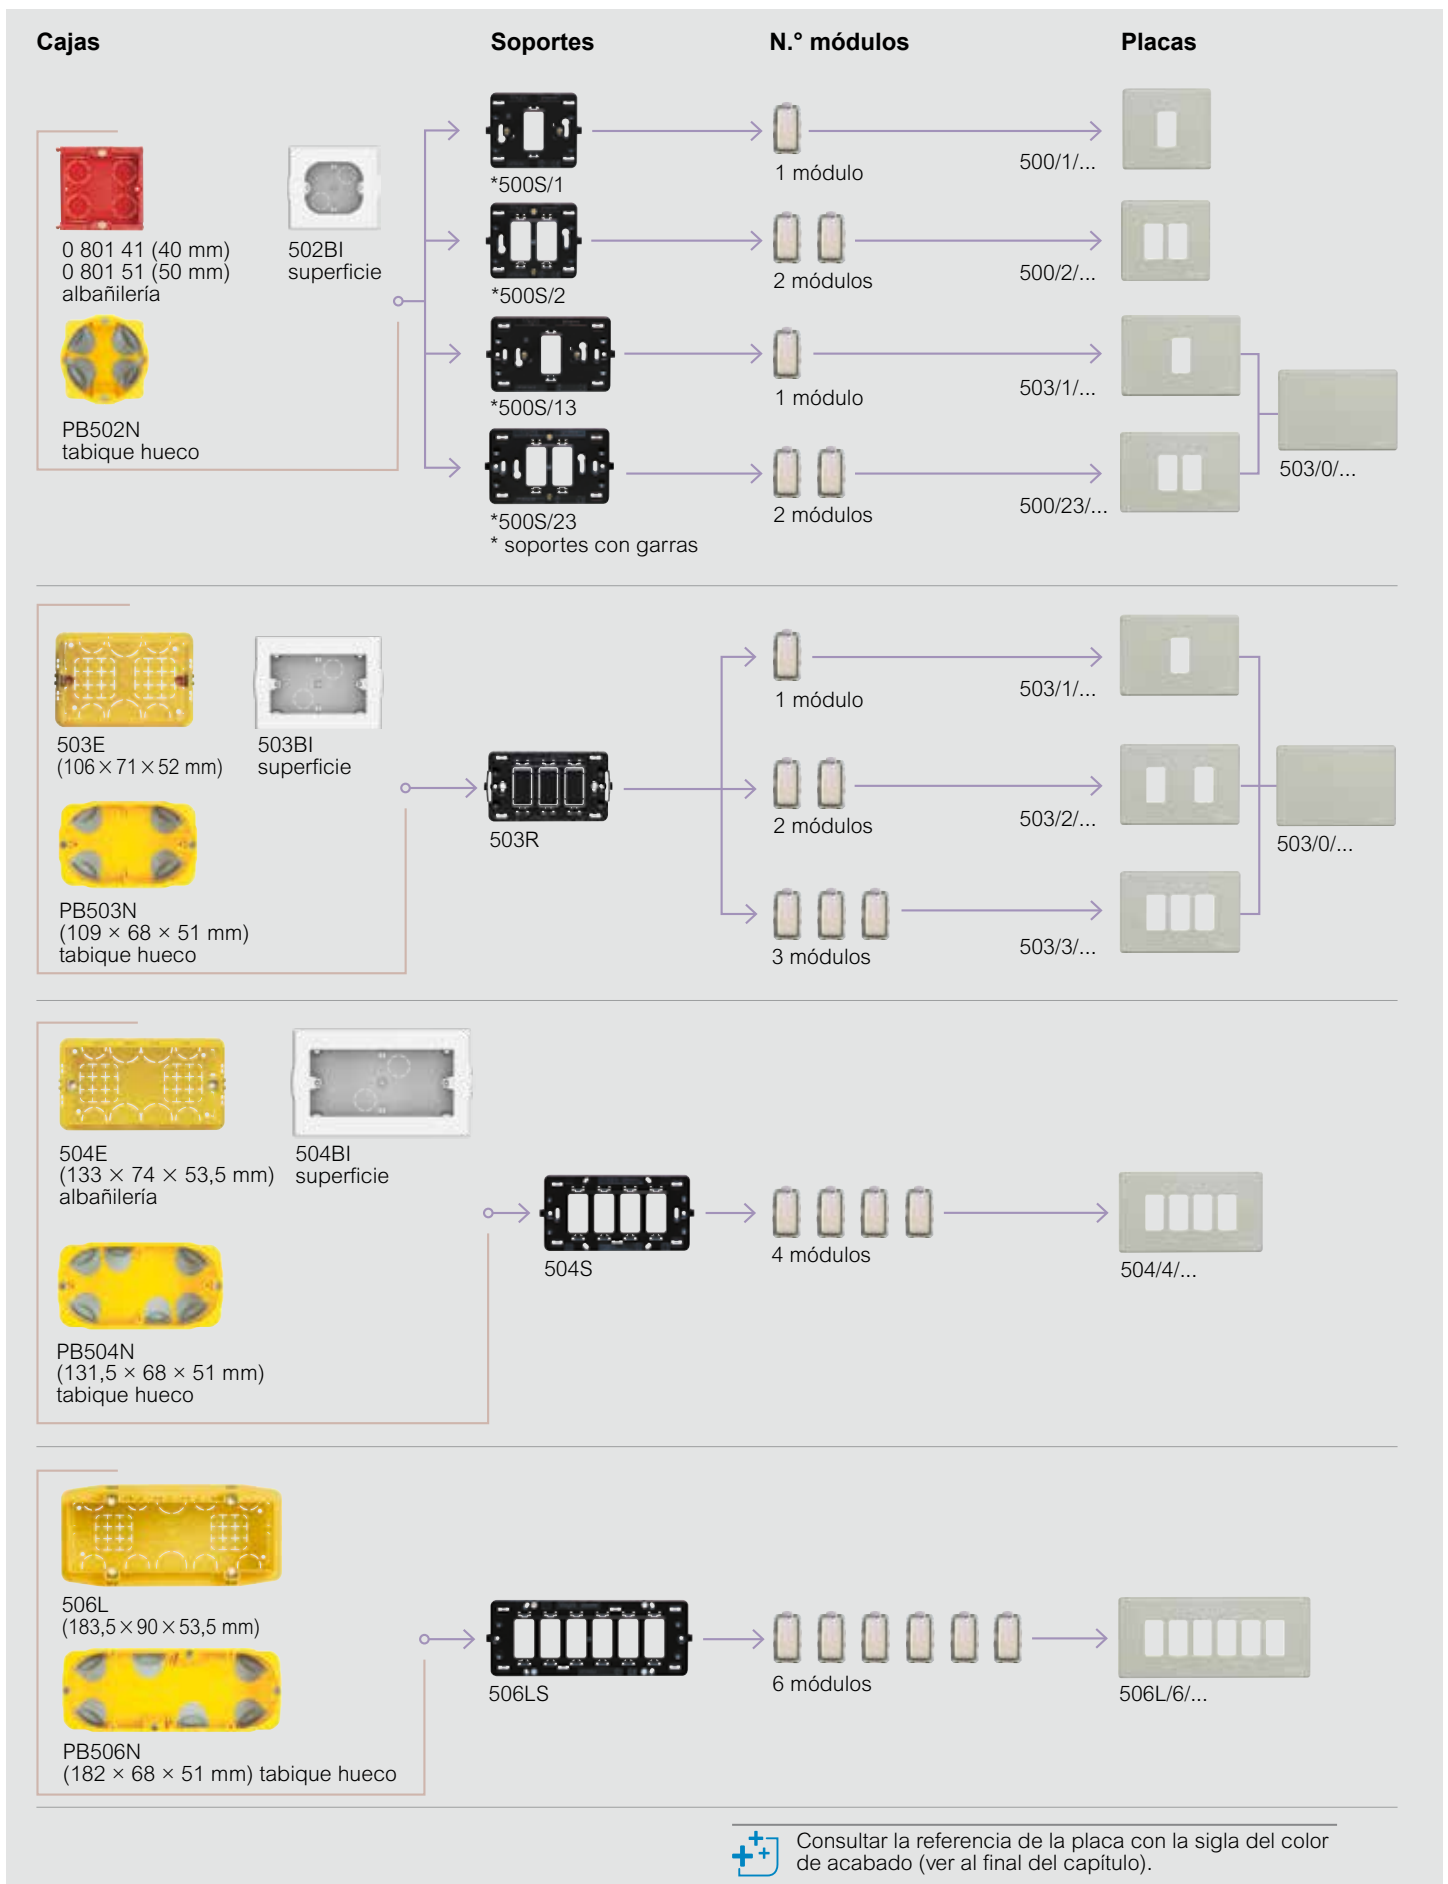 Cajas
Soportes
N.° módulos
Placas
0 801 41 (40 mm)
0 801 51 (50 mm)
albañilería
502BI
superficie
PB502N
tabique hueco
*500S/1
1 módulo
500/1/...
*500S/2
2 módulos
500/2/...
*500S/13
1 módulo
503/1/...
*500S/23
* soportes con garras
2 módulos
500/23/...
503/0/...
503E
(106×71×52 mm)
503BI
superficie
PB503N
(109 × 68 × 51 mm)
tabique hueco
503R
1 módulo
503/1/...
2 módulos
503/2/...
3 módulos
503/3/...
503/0/...
504E
(133 × 74 × 53,5 mm)
albañilería
504BI
superficie
PB504N
(131,5 × 68 × 51 mm)
tabique hueco
504S
4 módulos
504/4/...
506L
(183,5×90×53,5 mm)
PB506N
(182 × 68 × 51 mm) tabique hueco
506LS
6 módulos
506L/6/...
Consultar la referencia de la placa con la sigla del color
de acabado (ver al final del capítulo).